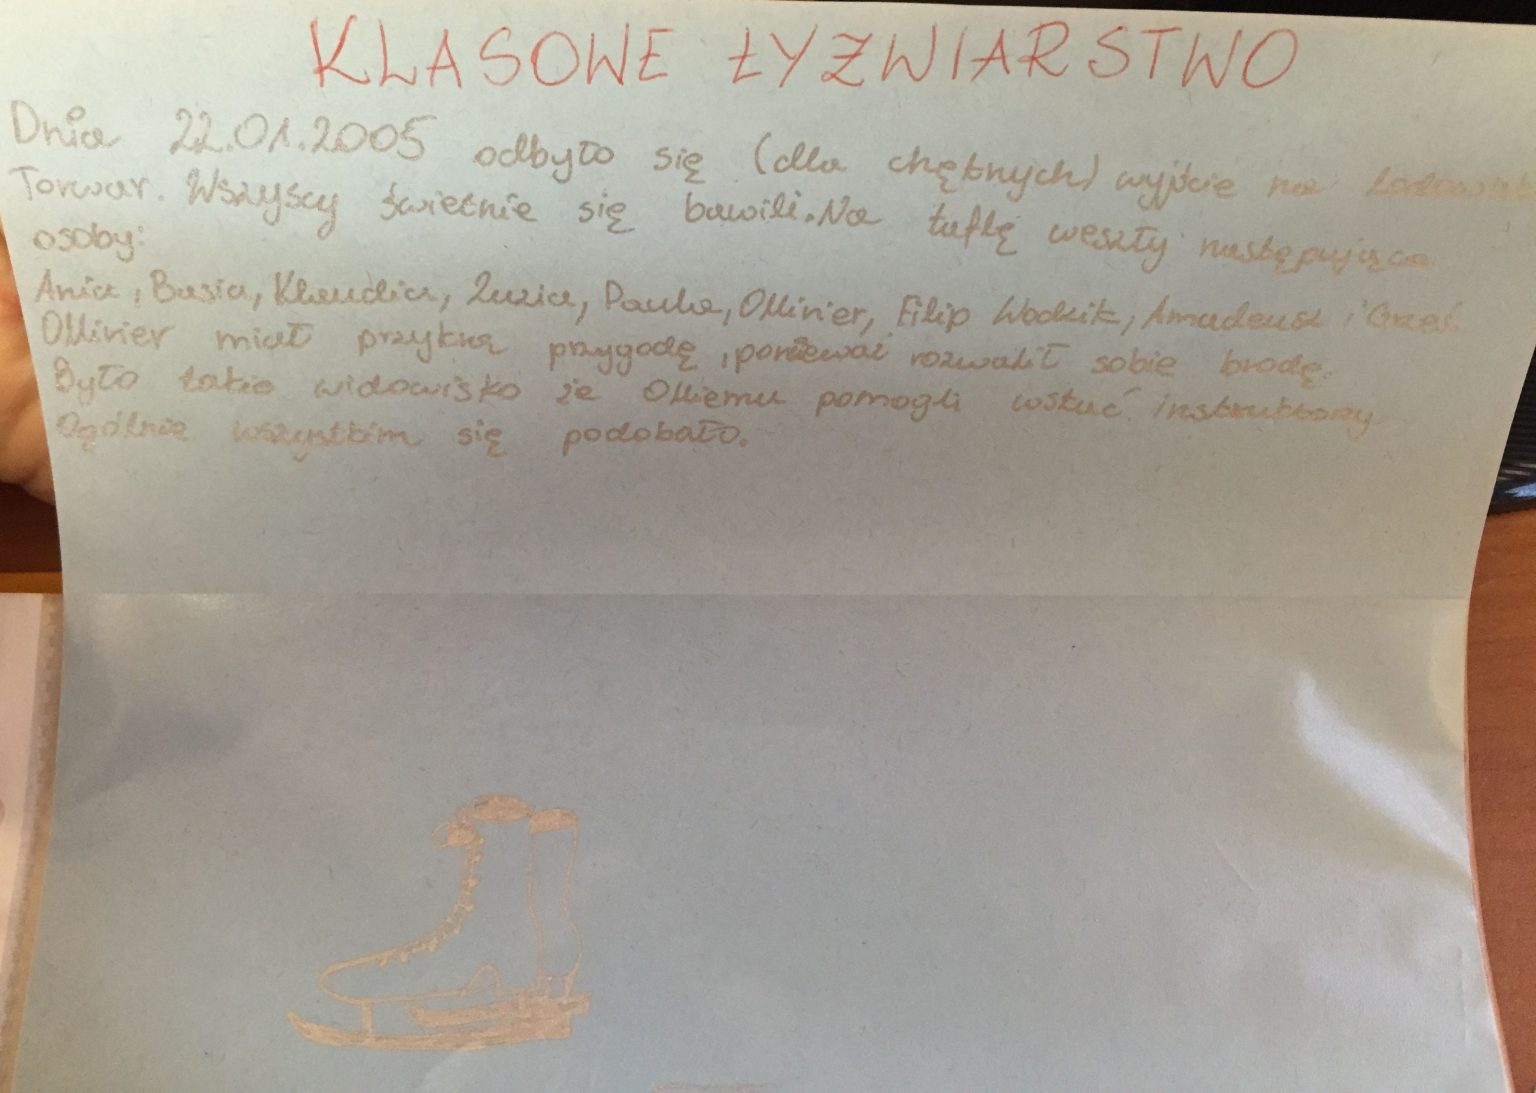 KLASOWE ŁYŻWIARSTWO
Dnia 22.01.2005 odbyło się (dla chętnych) wyjście na
Torwar. Wszyscy świetnie się bawili. Na taflę weszły następujące
osoby:
Ania, Basia, Klaudia, Zuzia, Paula, Ollivier, Filip Wodzik, Amadeusz i Grześ
Ollivier miał przykrą przygodę, ponieważ rozwalił sobie brodę.
Było takie widowisko że Olliemu pomogli wstać instruktorzy
Ogólnie wszystkim się podobało.